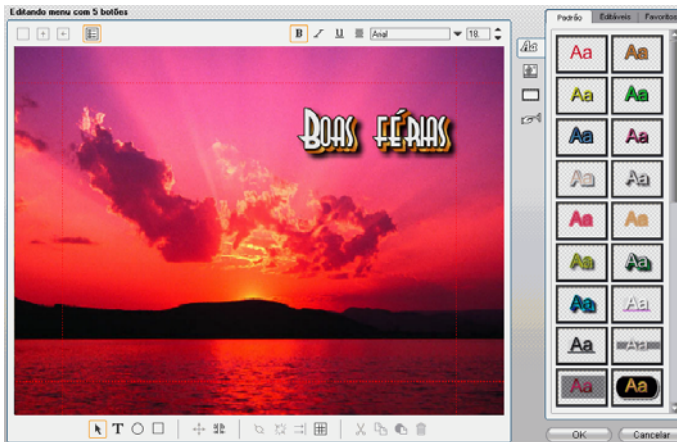 Editando menu com 5 botões
B I U Arial 18.
Padrão Editáveis Favoritos
BOAS FÉRIAS
Aa Aa
Aa Aa
Aa Aa
Aa Aa
Aa Aa
Aa Aa
Aa Aa
Aa Aa
Aa Aa
T
OK Cancelar